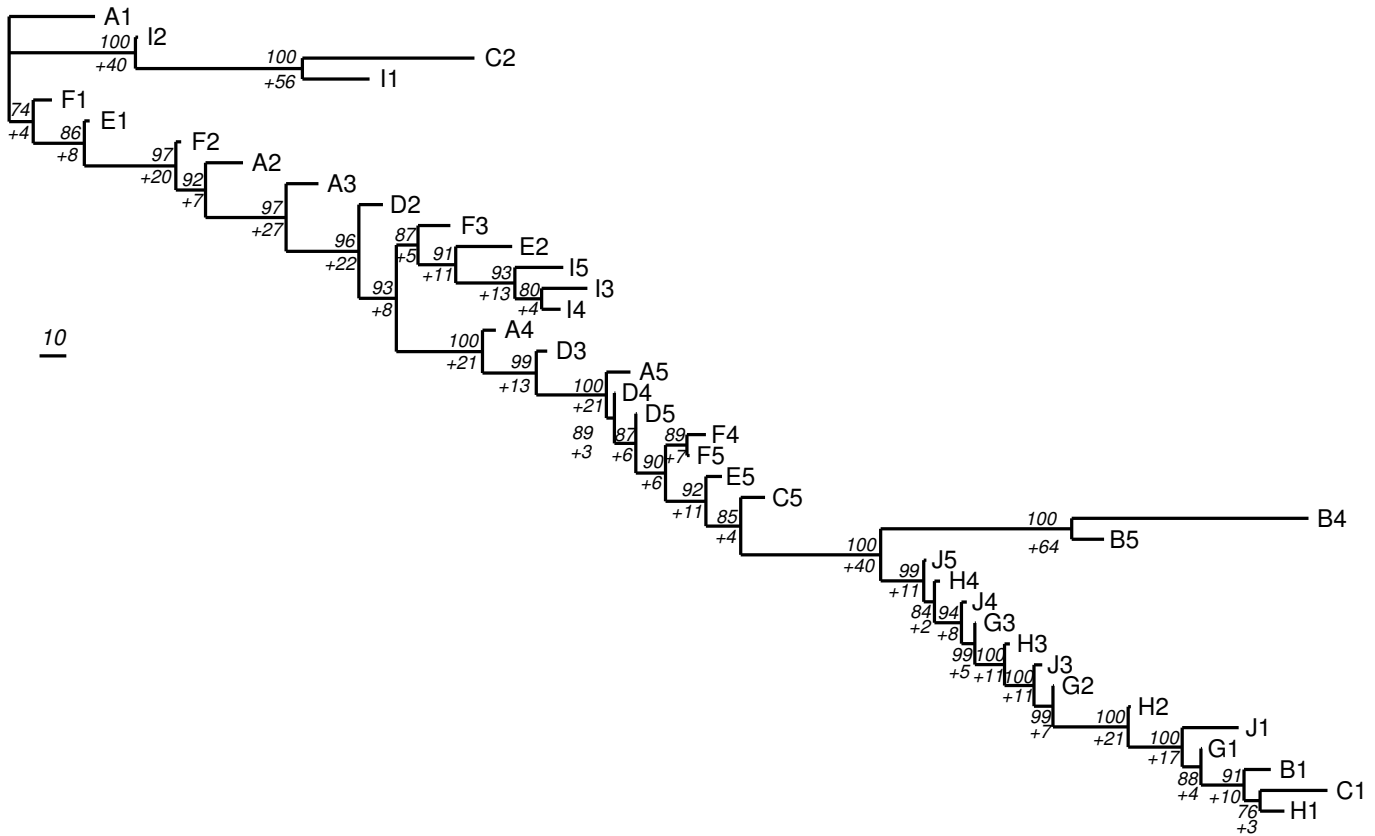 A1
100
I2
+40
100
C2
+56
I1
74
F1
+4
86
E1
+8
97
F2
+20
92
A2
+7
97
A3
+27
96
D2
+22
87
F3
+5
91
E2
+11
93
I5
+13
80
I3
+4
I4
93
+8
10
100
A4
+21
99
D3
+13
100
A5
+21
D4
89
+3
87
D5
+6
89
F4
+7
F5
90
+6
92
E5
+11
85
C5
+4
100
B4
+64
B5
100
+40
99
J5
+11
H4
84
+2
94
J4
+8
G3
99
+5
100
H3
+11
100
J3
+11
G2
99
+7
100
H2
+21
100
J1
+17
G1
88
+4
91
B1
+10
C1
76
+3
H1